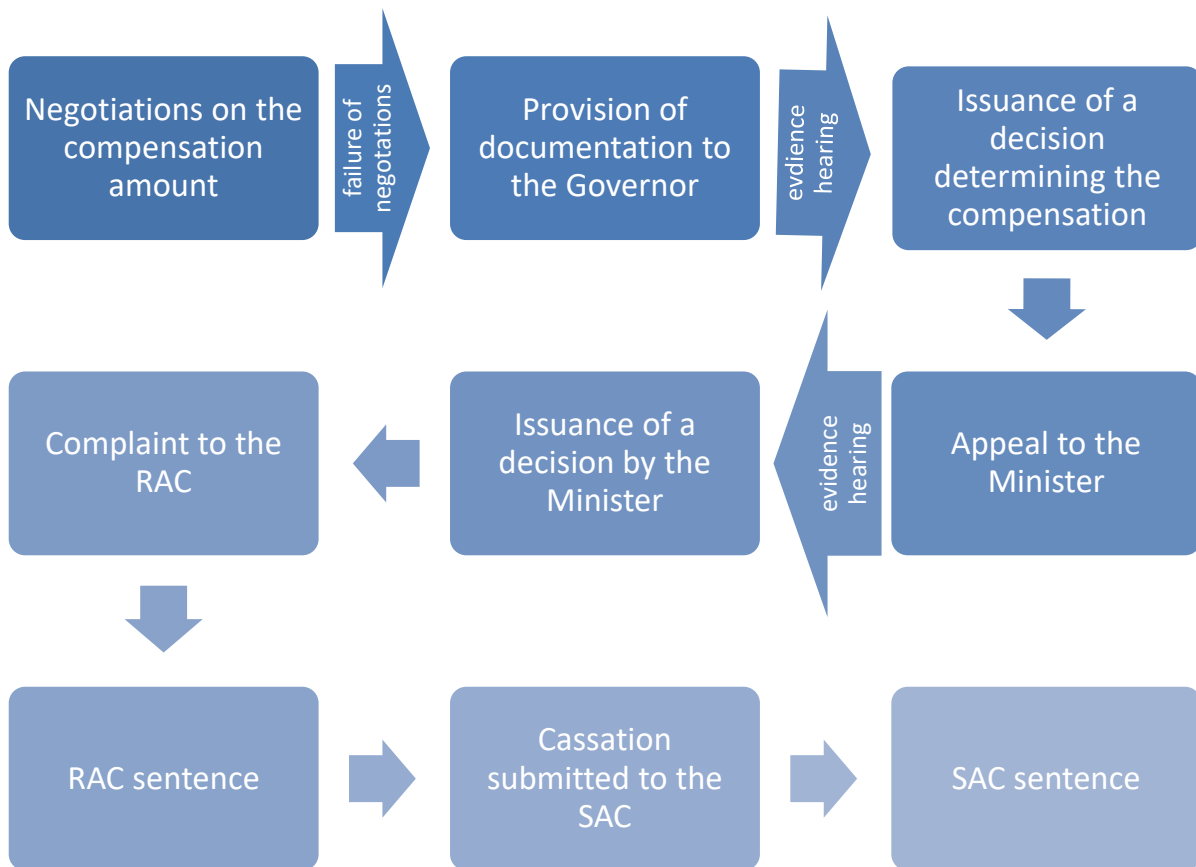 Negotiations on the
compensation
amount
failure of
negotations
Provision of
documentation to
the Governor
evdience
hearing
Issuance of a
decision
determining the
compensation
Appeal to the
Minister
evidence
hearing
Issuance of a
decision by the
Minister
Complaint to the
RAC
RAC sentence
Cassation
submitted to the
SAC
SAC sentence